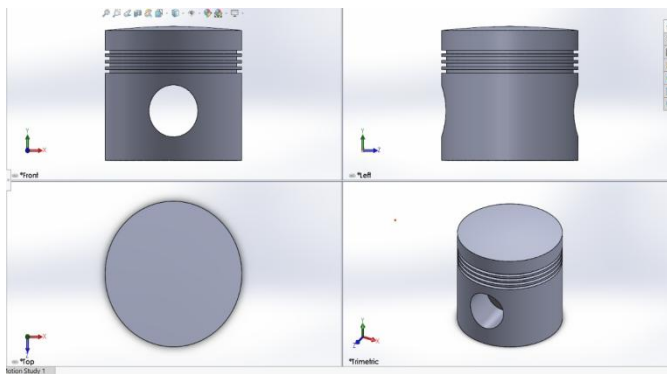 Y
X
*Front
Y
Z
*Left
X
Z
*Top
Y
X
Z
*Trimetric
Motion Study 1